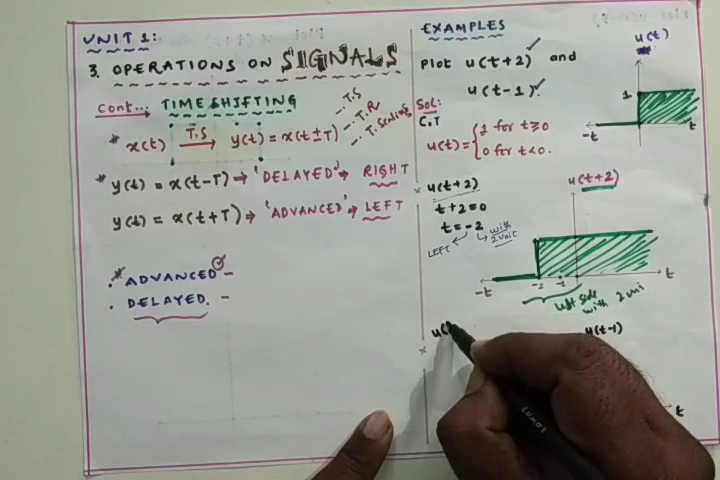 UNIT 1:
3. OPERATIONS ON SIGNALS
cont... TIME SHIFTING
* x(t) T.S → y(t) = x(t±T)
- T.S
- T.R
- T. Scaling
* y(t) = x(t-T) ⇒ 'DELAYED' → RIGHT
y(t) = x(t+T) ⇒ 'ADVANCED' → LEFT
* ADVANCED -
. DELAYED -
EXAMPLES
Plot u(t+2) ✓ and
u(t-1). ✓
u(t)
1
-t
t
Sol:
C.T
u(t) = { 1 for t≥0
0 for t<0.
x u(t+2)
t+2=0
t=-2
LEFT
with
2 unit
u(t+2)
-t
-2
-1
t
left side
with 2 uni
x
u(
u(t-1)
t